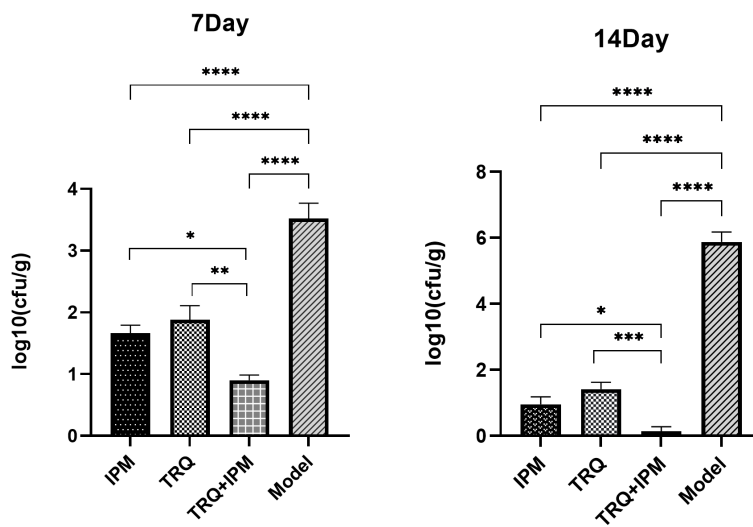 7Day
****
****
****
*
**
4
3
2
1
0
log10(cfu/g)
IPM
TRQ
TRQ+IPM
Model
14Day
****
****
****
*
***
8
6
4
2
0
log10(cfu/g)
IPM
TRQ
TRQ+IPM
Model